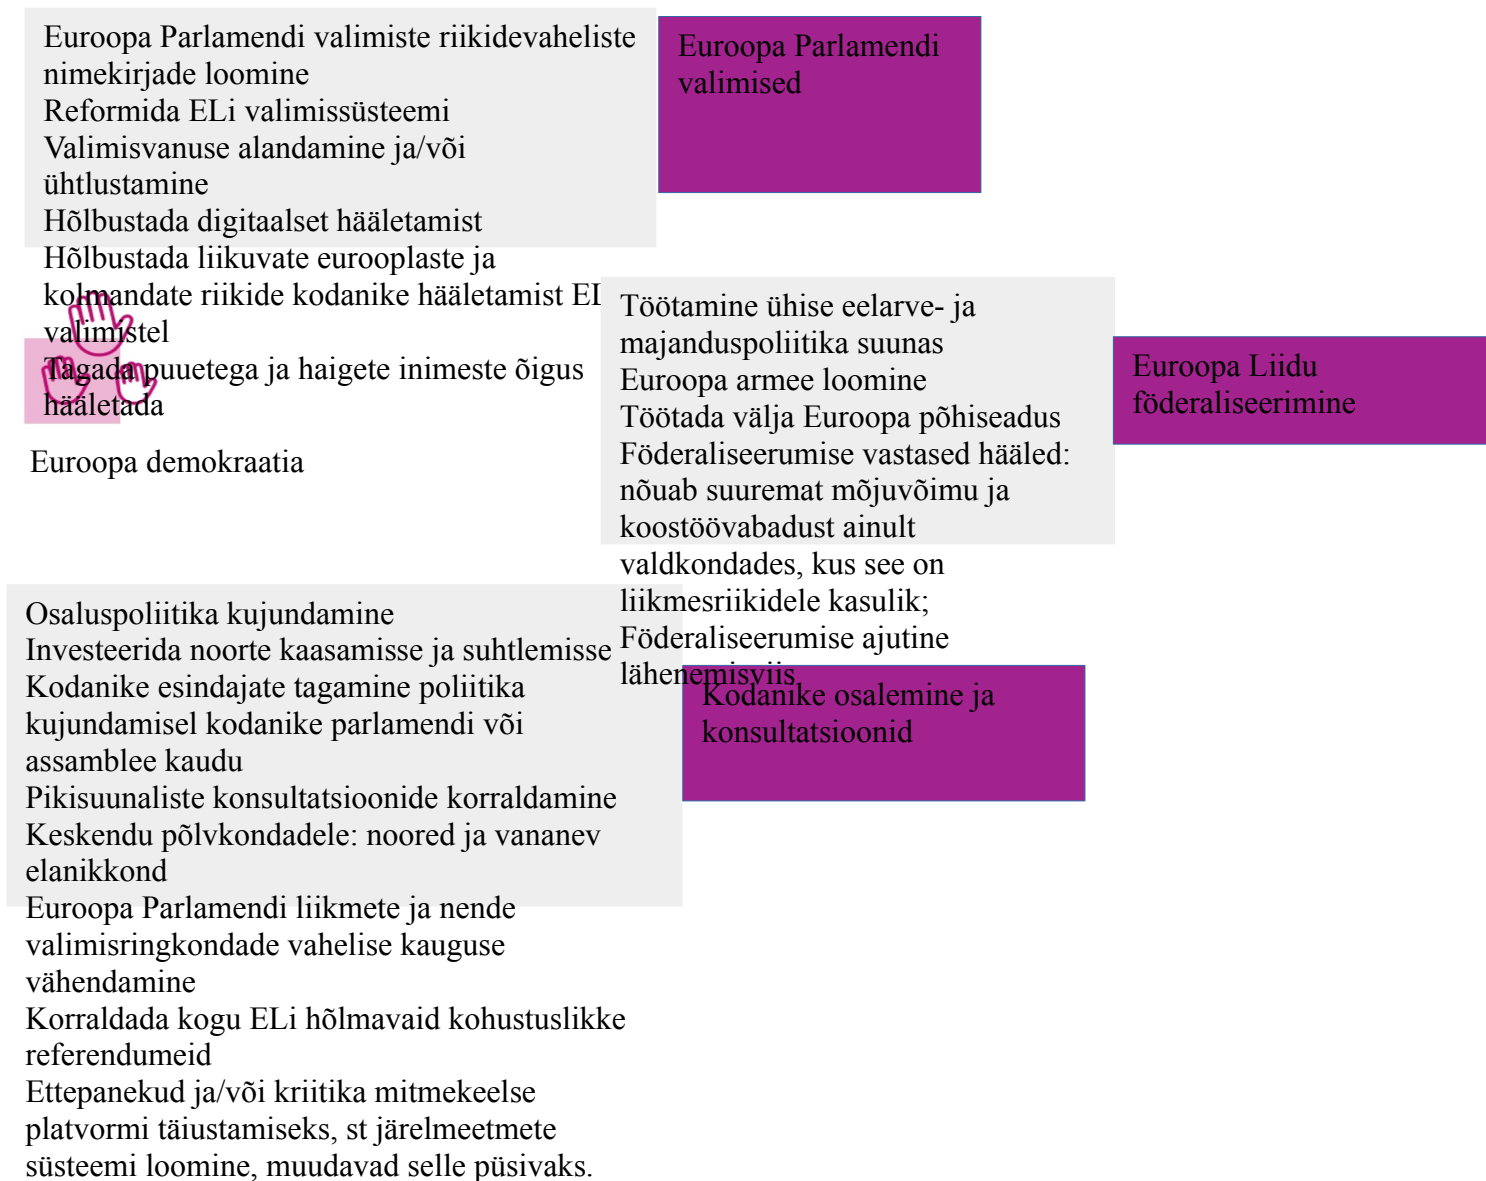 Euroopa Parlamendi valimiste riikidevaheliste
nimekirjade loomine
Reformida ELi valimissüsteemi
Valimisvanuse alandamine ja/või
ühtlustamine
Hõlbustada digitaalset hääletamist
Hõlbustada liikuvate eurooplaste ja
kolmandate riikide kodanike hääletamist
valimistel
Tagada puuetega ja haigete inimeste õigus
hääletada
Euroopa Parlamendi
valimised
Euroopa demokraatia
Töötamine ühise eelarve- ja
majanduspoliitika suunas
Euroopa armee loomine
Töötada välja Euroopa põhiseadus
Föderaliseerumise vastased hääled:
nõuab suuremat mõjuvõimu ja
koostöövabadust ainult
valdkondades, kus see on
liikmesriikidele kasulik;
Föderaliseerumise ajutine
lähenemisviis
Euroopa Liidu
föderaliseerimine
Osaluspoliitika kujundamine
Investeerida noorte kaasamisse ja suhtlemisse
Kodanike esindajate tagamine poliitika
kujundamisel kodanike parlamendi või
assamblee kaudu
Pikisuunaliste konsultatsioonide korraldamine
Keskendu põlvkondadele: noored ja vananev
elanikkond
Euroopa Parlamendi liikmete ja nende
valimisringkondade vahelise kauguse
vähendamine
Korraldada kogu ELi hõlmavaid kohustuslikke
referendumeid
Ettepanekud ja/või kriitika mitmekeelse
platvormi täiustamiseks, st järelmeetmete
süsteemi loomine, muudavad selle püsivaks.
Kodanike osalemine ja
konsultatsioonid